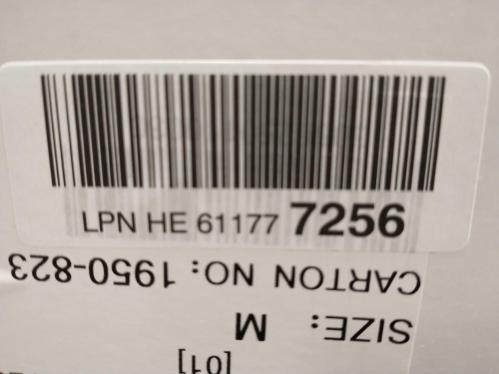 LPN HE 61177 7256
CARTON NO: 1950-823
SIZE: M
[01]